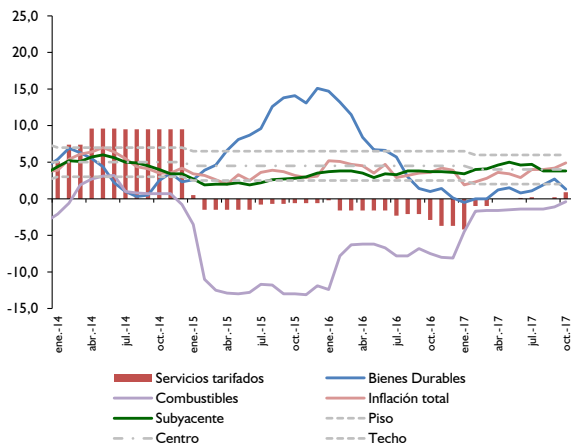 25,0
20,0
15,0
10,0
5,0
0,0
-5,0
-10,0
-15,0
ene.-14
abr.-14
jul.-14
oct.-14
ene.-15
abr.-15
jul.-15
oct.-15
ene.-16
abr.-16
jul.-16
oct.-16
ene.-17
abr.-17
jul.-17
oct.-17
Servicios tarifados
Bienes Durables
Combustibles
Inflación total
Subyacente
Piso
Centro
Techo